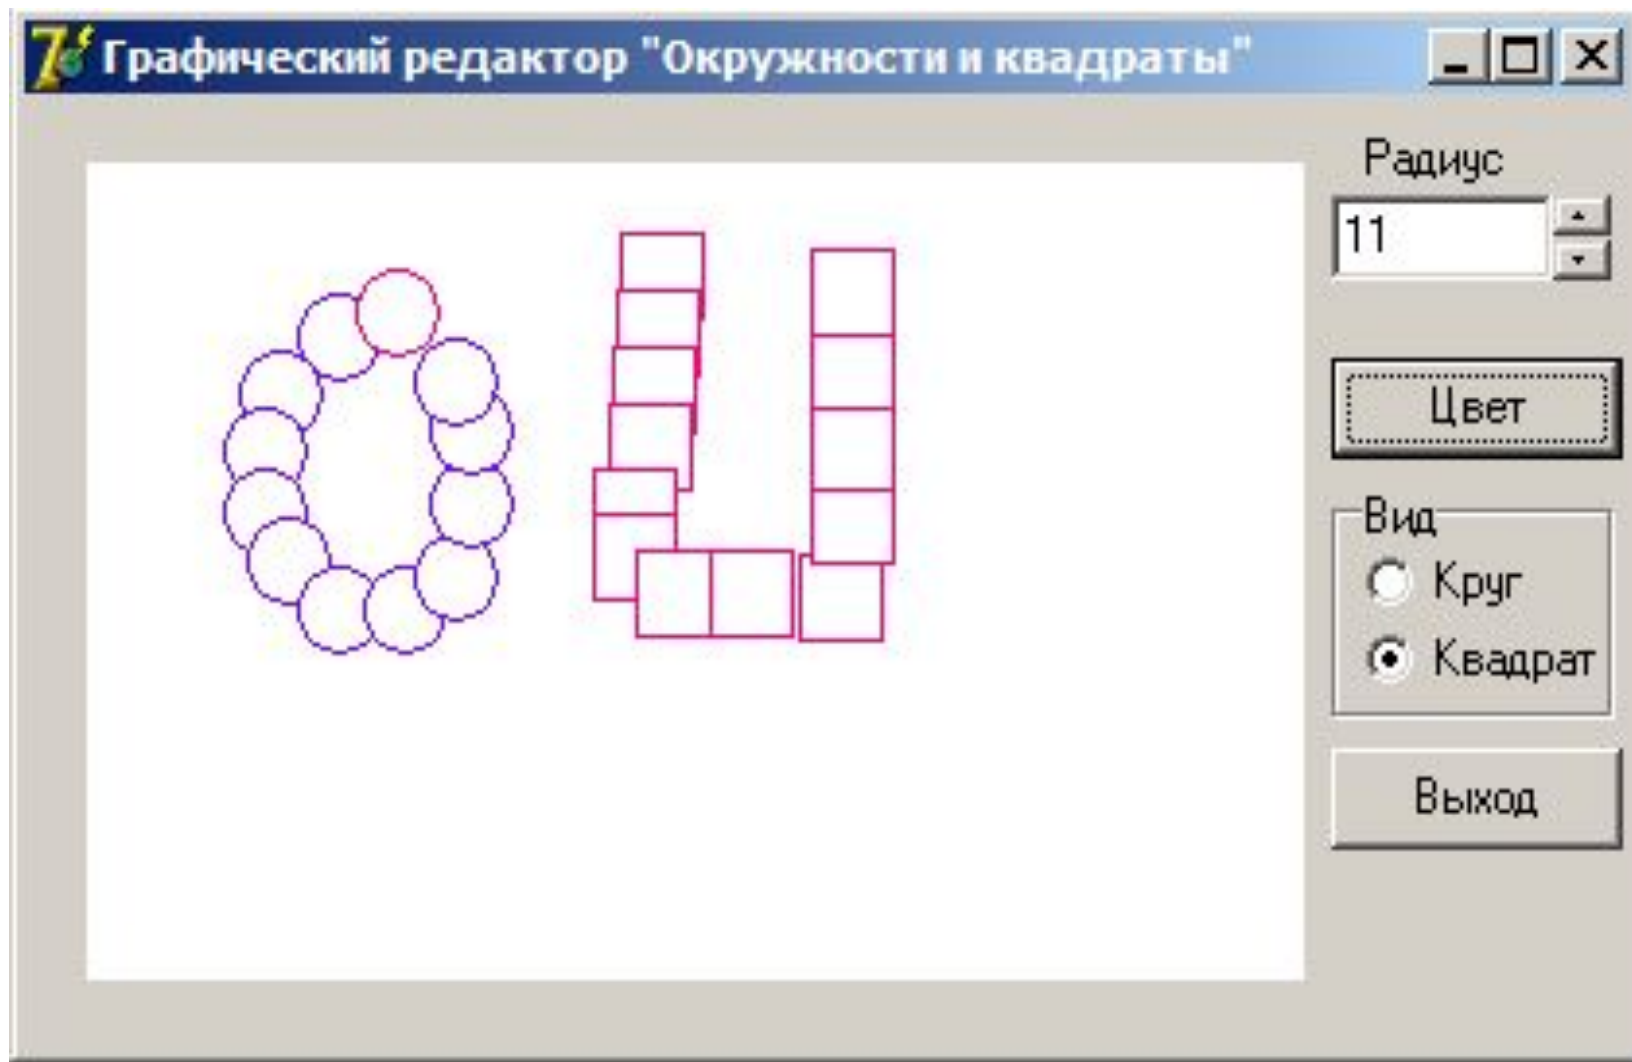 Графический редактор "Окружности и квадраты"
Радиус
11
Цвет
Вид
Круг
Квадрат
Выход